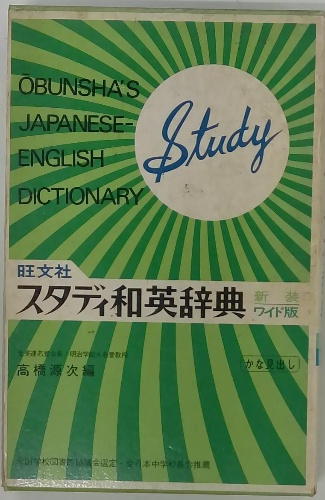 ŌBUNSHA'S
JAPANESE-
ENGLISH
DICTIONARY
Study
旺文社
スタディ和英辞典
新装
ワイド版
高橋源次編
かな見出し